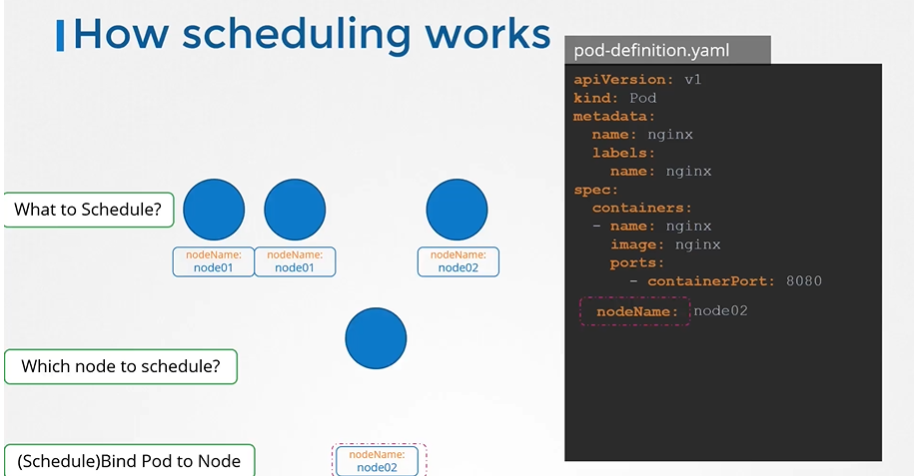 How scheduling works
pod-definition.yaml
apiVersion: v1
kind: Pod
metadata:
  name: nginx
  labels:
    name: nginx
spec:
  containers:
  - name: nginx
    image: nginx
    ports:
      - containerPort: 8080
  nodeName: node02
What to Schedule?
nodeName:
node01
nodeName:
node01
nodeName:
node02
Which node to schedule?
(Schedule)Bind Pod to Node
nodeName:
node02